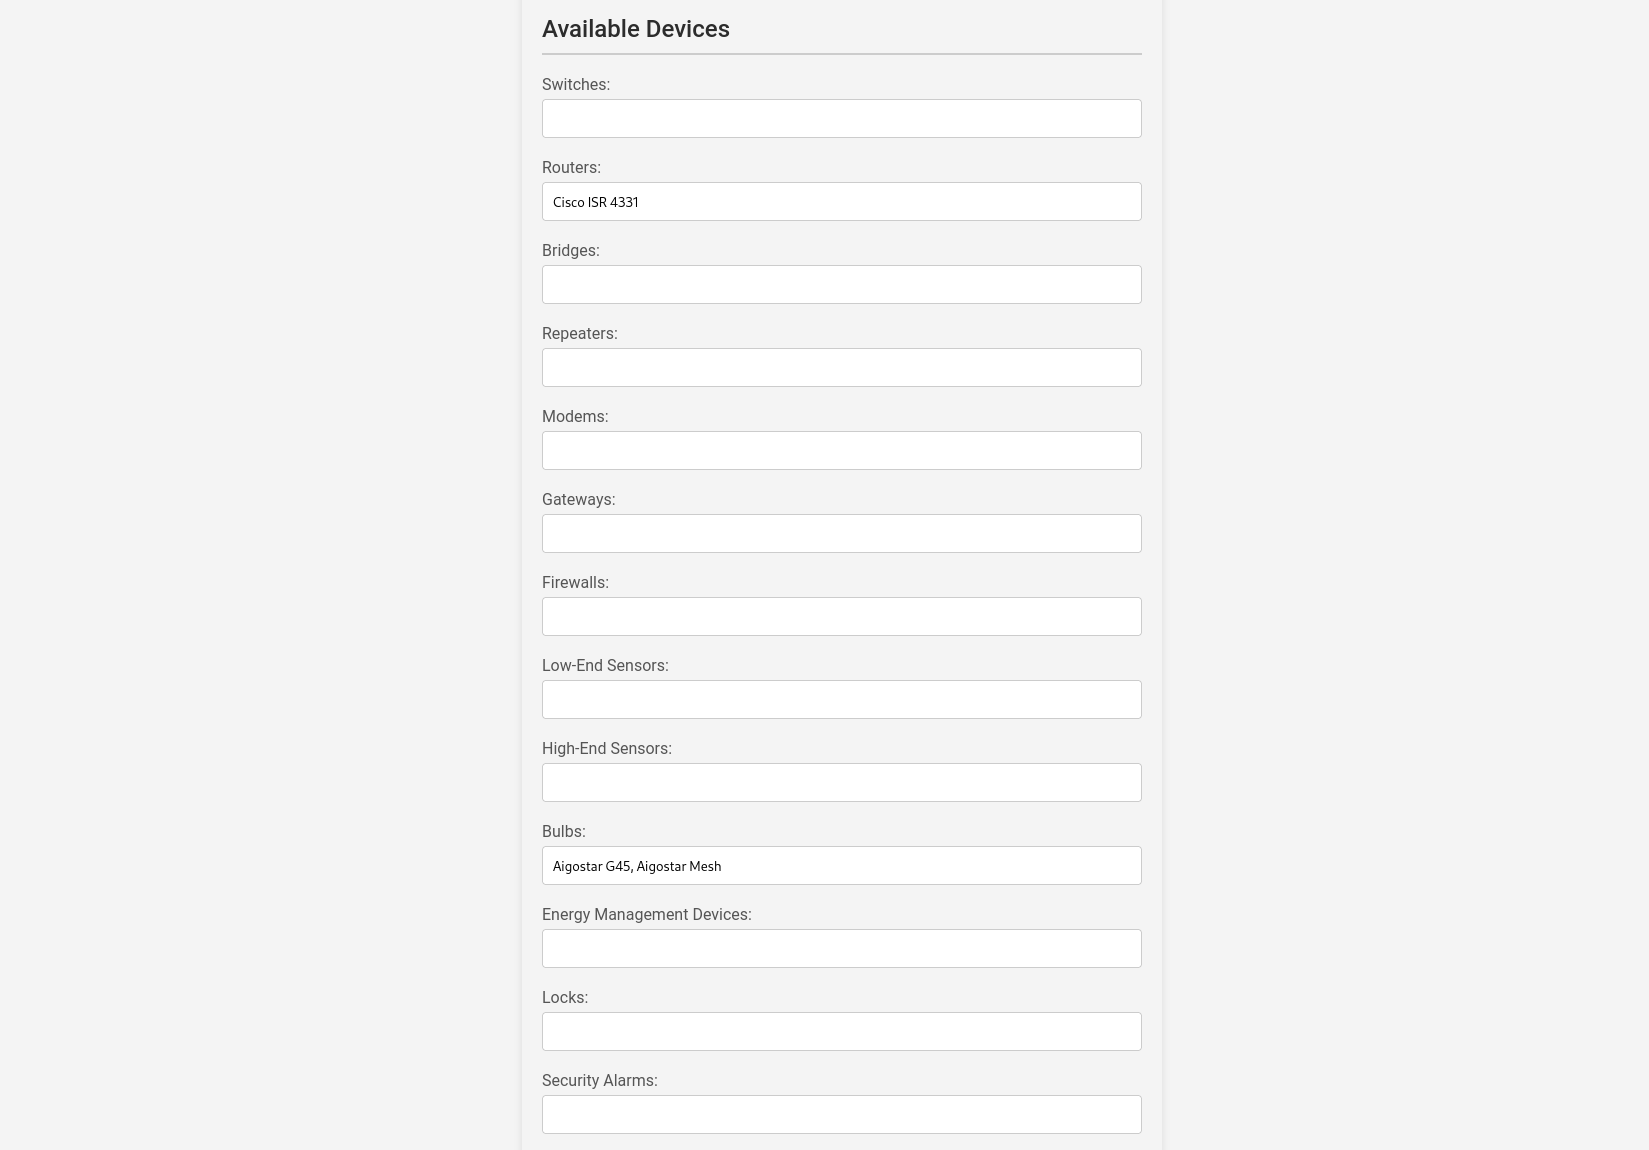 Available Devices
Switches:
Routers:
Cisco ISR 4331
Bridges:
Repeaters:
Modems:
Gateways:
Firewalls:
Low-End Sensors:
High-End Sensors:
Bulbs:
Aigostar G45, Aigostar Mesh
Energy Management Devices:
Locks:
Security Alarms: